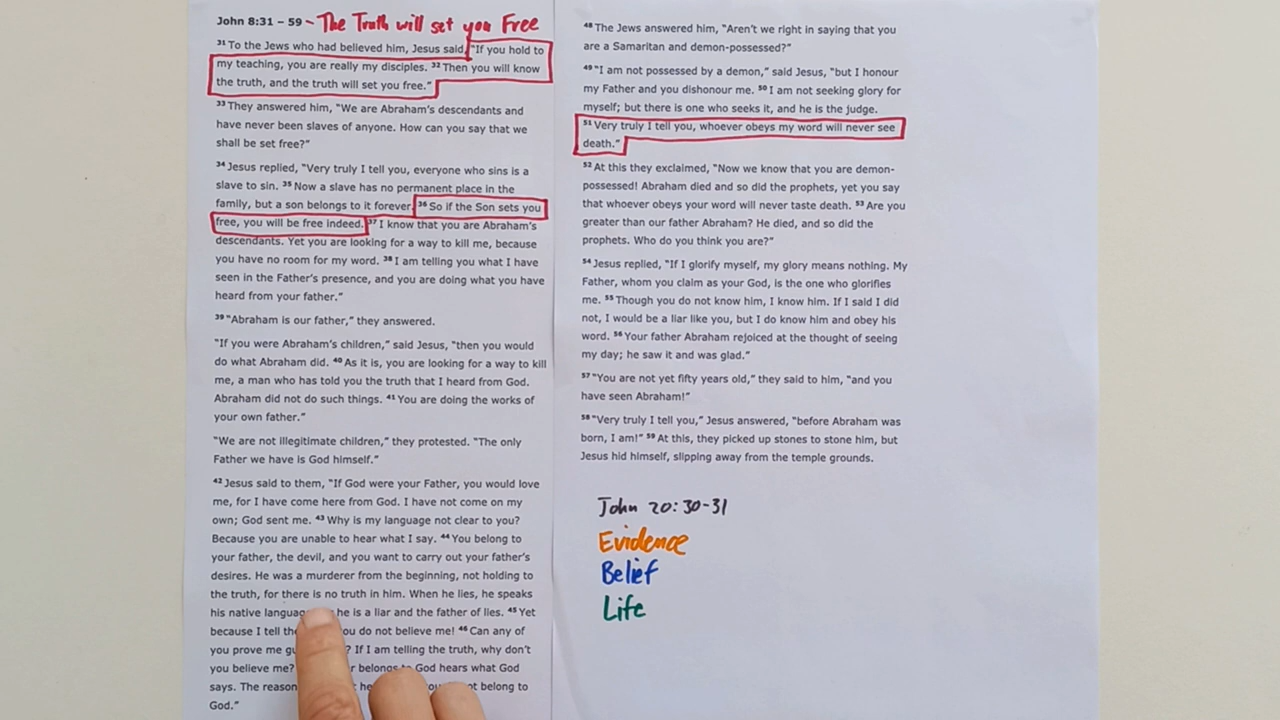 John 8:31 – 59 ~ The Truth will set you Free
³¹ To the Jews who had believed him, Jesus said, "If you hold to
my teaching, you are really my disciples. ³² Then you will know
the truth, and the truth will set you free."
³³ They answered him, "We are Abraham's descendants and
have never been slaves of anyone. How can you say that we
shall be set free?"
³⁴ Jesus replied, "Very truly I tell you, everyone who sins is a
slave to sin. ³⁵ Now a slave has no permanent place in the
family, but a son belongs to it forever. ³⁶ So if the Son sets you
free, you will be free indeed. ³⁷ I know that you are Abraham's
descendants. Yet you are looking for a way to kill me, because
you have no room for my word. ³⁸ I am telling you what I have
seen in the Father's presence, and you are doing what you have
heard from your father."
³⁹ "Abraham is our father," they answered.
"If you were Abraham's children," said Jesus, "then you would
do what Abraham did. ⁴⁰ As it is, you are looking for a way to kill
me, a man who has told you the truth that I heard from God.
Abraham did not do such things. ⁴¹ You are doing the works of
your own father."
"We are not illegitimate children," they protested. "The only
Father we have is God himself."
⁴² Jesus said to them, "If God were your Father, you would love
me, for I have come here from God. I have not come on my
own; God sent me. ⁴³ Why is my language not clear to you?
Because you are unable to hear what I say. ⁴⁴ You belong to
your father, the devil, and you want to carry out your father's
desires. He was a murderer from the beginning, not holding to
the truth, for there is no truth in him. When he lies, he speaks
his native he is a liar and the father of lies. ⁴⁵ Yet
because I tell do not believe me! ⁴⁶ Can any of
you prove me If I am telling the truth, why don't
you believe me? belongs to God hears what God
says. The reason belong to
God."
⁴⁸ The Jews answered him, "Aren't we right in saying that you
are a Samaritan and demon-possessed?"
⁴⁹ "I am not possessed by a demon," said Jesus, "but I honour
my Father and you dishonour me. ⁵⁰ I am not seeking glory for
myself; but there is one who seeks it, and he is the judge.
⁵¹ Very truly I tell you, whoever obeys my word will never see
death."
⁵² At this they exclaimed, "Now we know that you are demon-
possessed! Abraham died and so did the prophets, yet you say
that whoever obeys your word will never taste death. ⁵³ Are you
greater than our father Abraham? He died, and so did the
prophets. Who do you think you are?"
⁵⁴ Jesus replied, "If I glorify myself, my glory means nothing. My
Father, whom you claim as your God, is the one who glorifies
me. ⁵⁵ Though you do not know him, I know him. If I said I did
not, I would be a liar like you, but I do know him and obey his
word. ⁵⁶ Your father Abraham rejoiced at the thought of seeing
my day; he saw it and was glad."
⁵⁷ "You are not yet fifty years old," they said to him, "and you
have seen Abraham!"
⁵⁸ "Very truly I tell you," Jesus answered, "before Abraham was
born, I am!" ⁵⁹ At this, they picked up stones to stone him, but
Jesus hid himself, slipping away from the temple grounds.
John 20:30-31
Evidence
Belief
Life